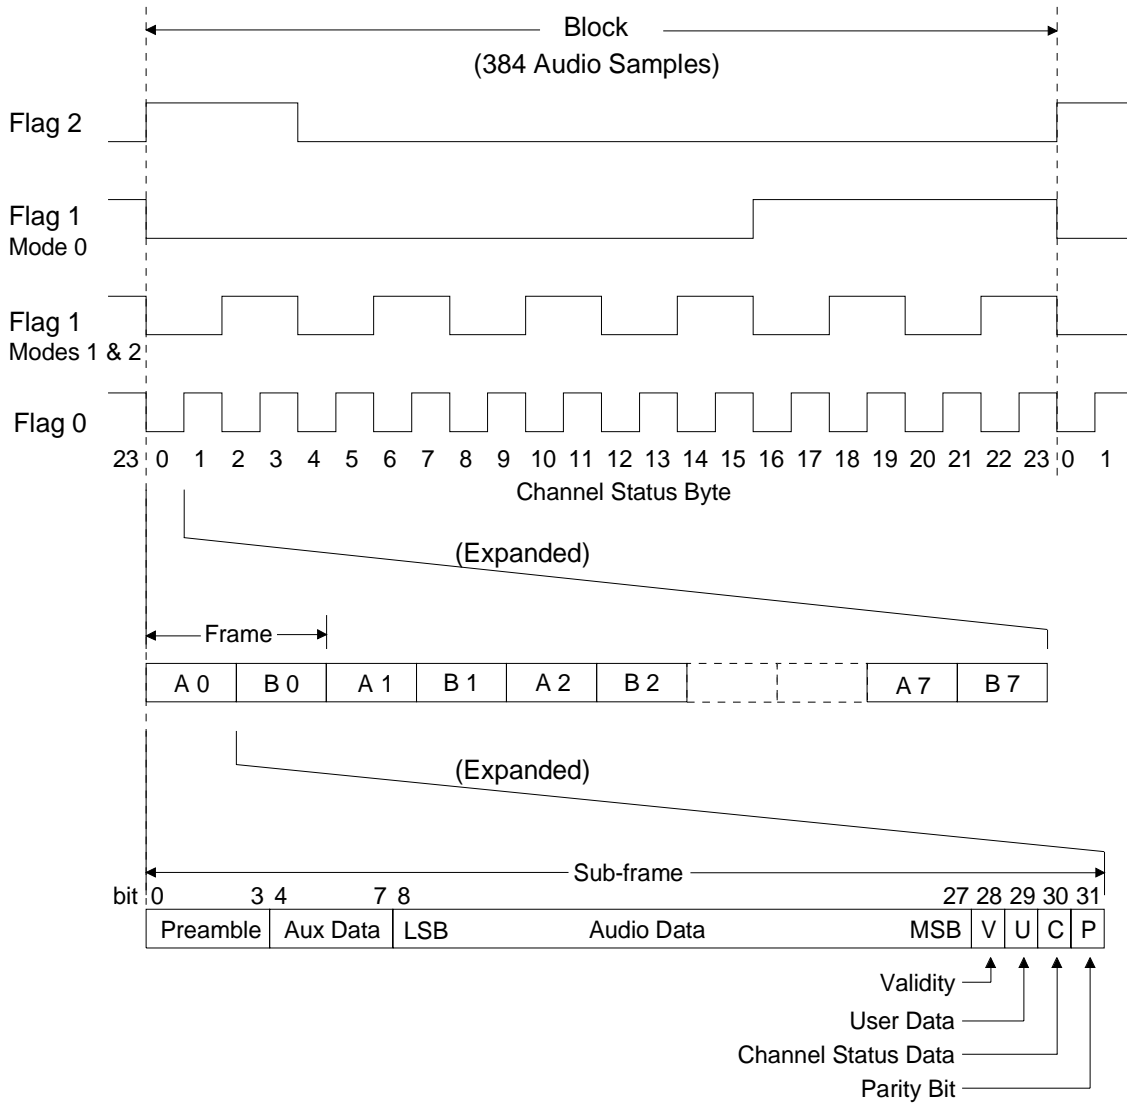 Block
(384 Audio Samples)
Flag 2
Flag 1
Mode 0
Flag 1
Modes 1 & 2
Flag 0
23 0 1 2 3 4 5 6 7 8 9 10 11 12 13 14 15 16 17 18 19 20 21 22 23 0 1
Channel Status Byte
(Expanded)
Frame
A 0 B 0 A 1 B 1 A 2 B 2 A 7 B 7
(Expanded)
Sub-frame
bit 0 3 4 7 8 27 28 29 30 31
Preamble Aux Data LSB Audio Data MSB V U C P
Validity
User Data
Channel Status Data
Parity Bit